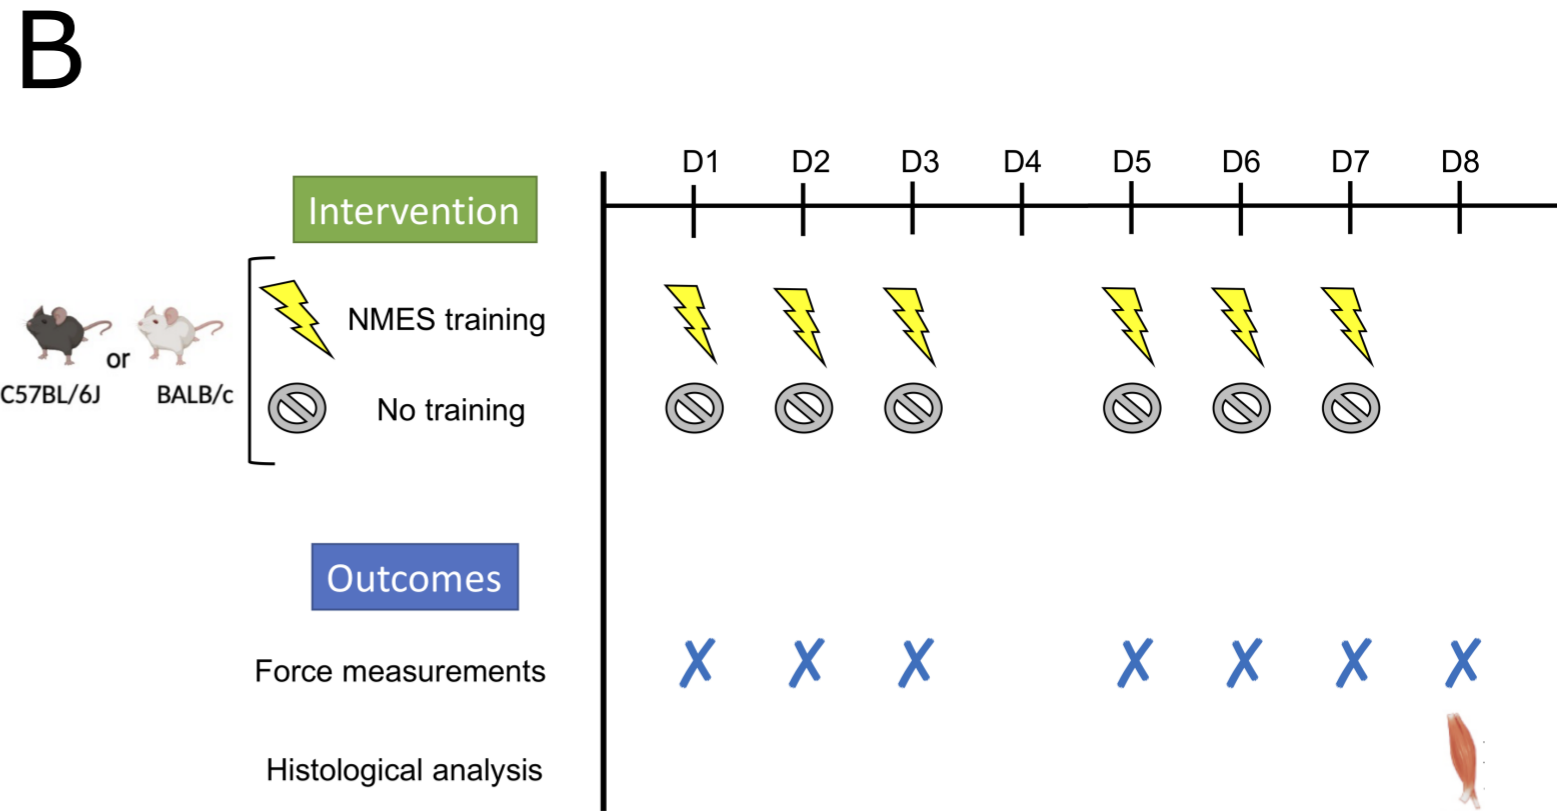 B
D1 D2 D3 D4 D5 D6 D7 D8
Intervention
NMES training
or
C57BL/6J BALB/c
No training
Outcomes
Force measurements
Histological analysis